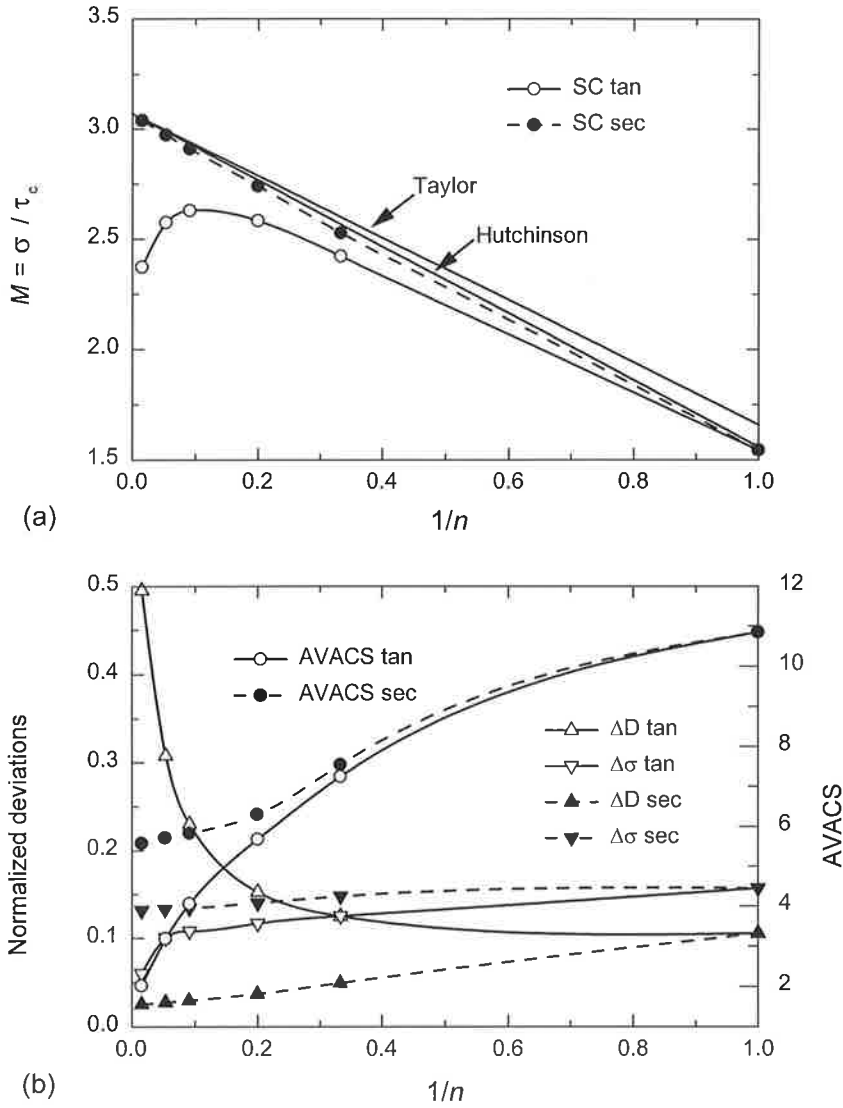 3.5
3.0
2.5
2.0
1.5
M = σ / τc
SC tan
SC sec
Taylor
Hutchinson
0.0 0.2 0.4 0.6 0.8 1.0
1/n
(a)
0.5
0.4
0.3
0.2
0.1
0.0
Normalized deviations
AVACS tan
AVACS sec
ΔD tan
Δσ tan
ΔD sec
Δσ sec
12
10
8
6
4
2
AVACS
0.0 0.2 0.4 0.6 0.8 1.0
1/n
(b)